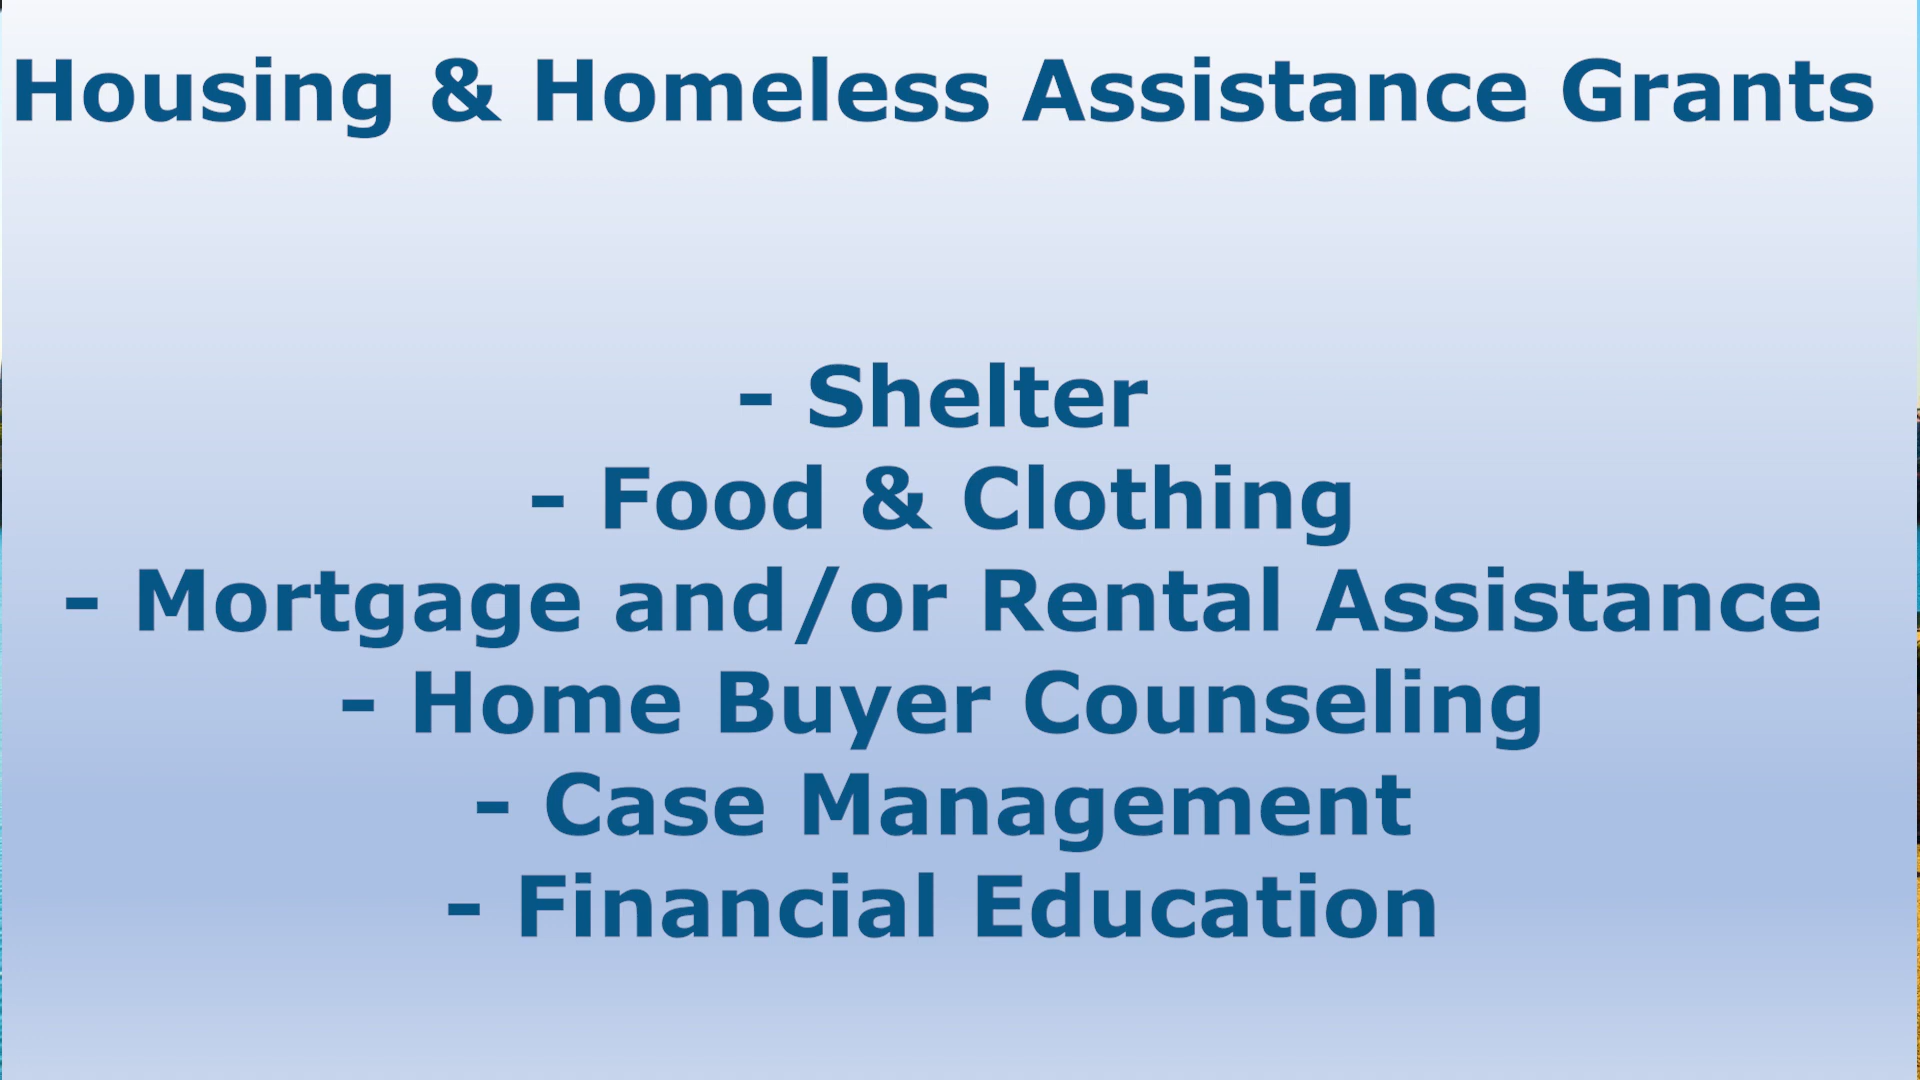 Housing & Homeless Assistance Grants
- Shelter
- Food & Clothing
- Mortgage and/or Rental Assistance
- Home Buyer Counseling
- Case Management
- Financial Education